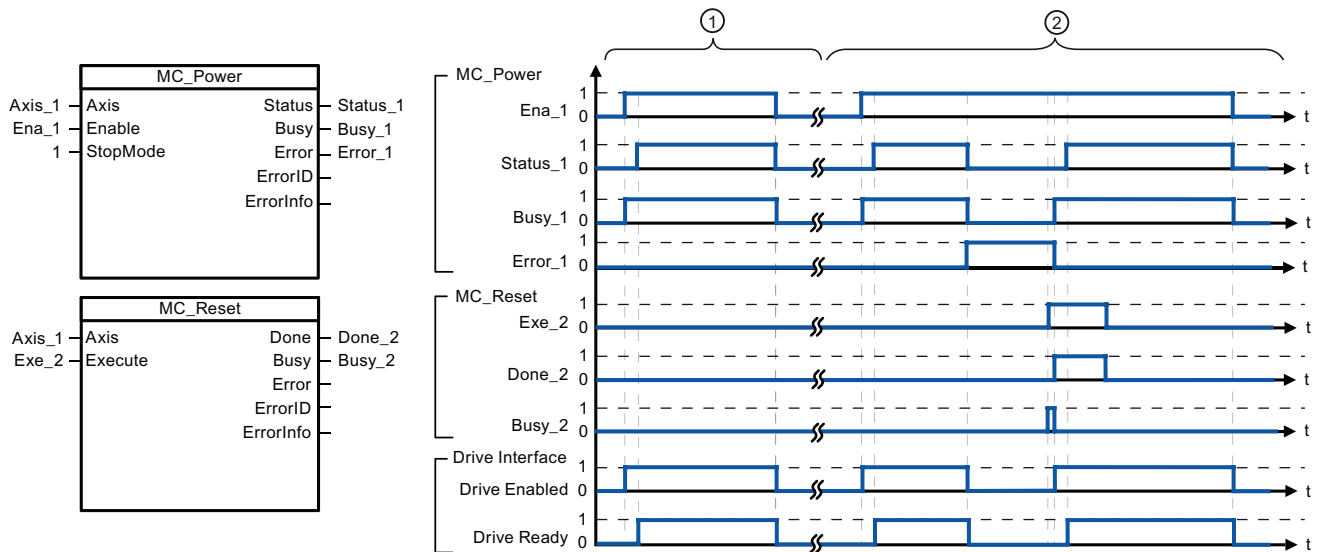 ① ②
MC_Power
Axis_1 Axis Status Status_1
Ena_1 Enable Busy Busy_1
1 StopMode Error Error_1
ErrorID
ErrorInfo
MC_Reset
Axis_1 Axis Done Done_2
Exe_2 Execute Busy Busy_2
Error
ErrorID
ErrorInfo
MC_Power
1
Ena_1 0 t
1
Status_1 0 t
1
Busy_1 0 t
1
Error_1 0 t
MC_Reset
1
Exe_2 0 t
1
Done_2 0 t
1
Busy_2 0 t
Drive Interface
1
Drive Enabled 0 t
1
Drive Ready 0 t